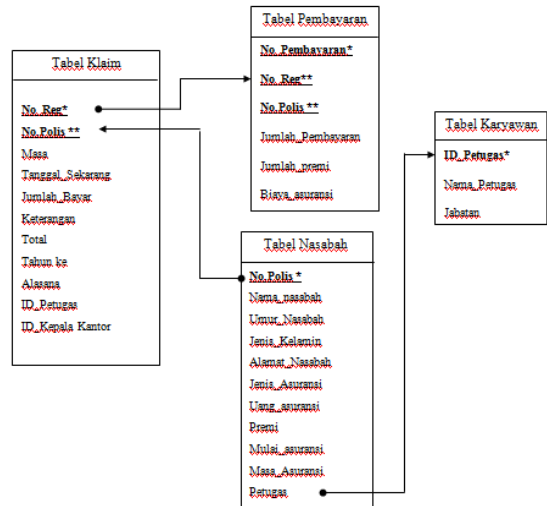 Tabel Klaim
No. Reg*
No.Polis **
Masa
Tanggal_Sekarang
Jumlah_Bayar
Keterangan
Total
Tahun ke
Alasana
ID_Petugas
ID_Kepala Kantor
Tabel Pembayaran
No. Pembayaran*
No. Reg**
No.Polis **
Jumlah_Pembayaran
Jumlah_premi
Biaya_asuransi
Tabel Karyawan
ID_Petugas*
Nama_Petugas
Jabatan
Tabel Nasabah
No.Polis *
Nama_nasabah
Umur_Nasabah
Jenis_Kelamin
Alamat_Nasabah
Jenis_Asuransi
Uang_asuransi
Premi
Mulai_asuransi
Masa_Asuransi
Petugas